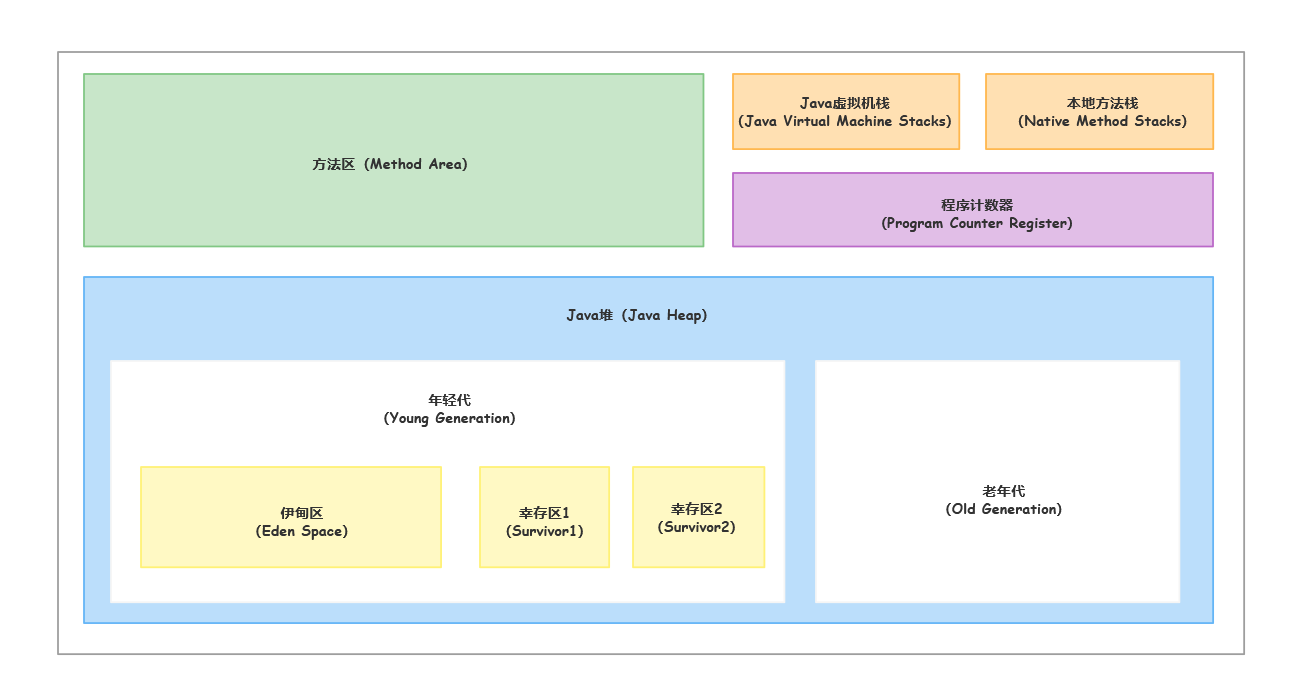 方法区 (Method Area)
Java虚拟机栈
(Java Virtual Machine Stacks)
本地方法栈
(Native Method Stacks)
程序计数器
(Program Counter Register)
Java堆 (Java Heap)
年轻代
(Young Generation)
伊甸区
(Eden Space)
幸存区1
(Survivor1)
幸存区2
(Survivor2)
老年代
(Old Generation)